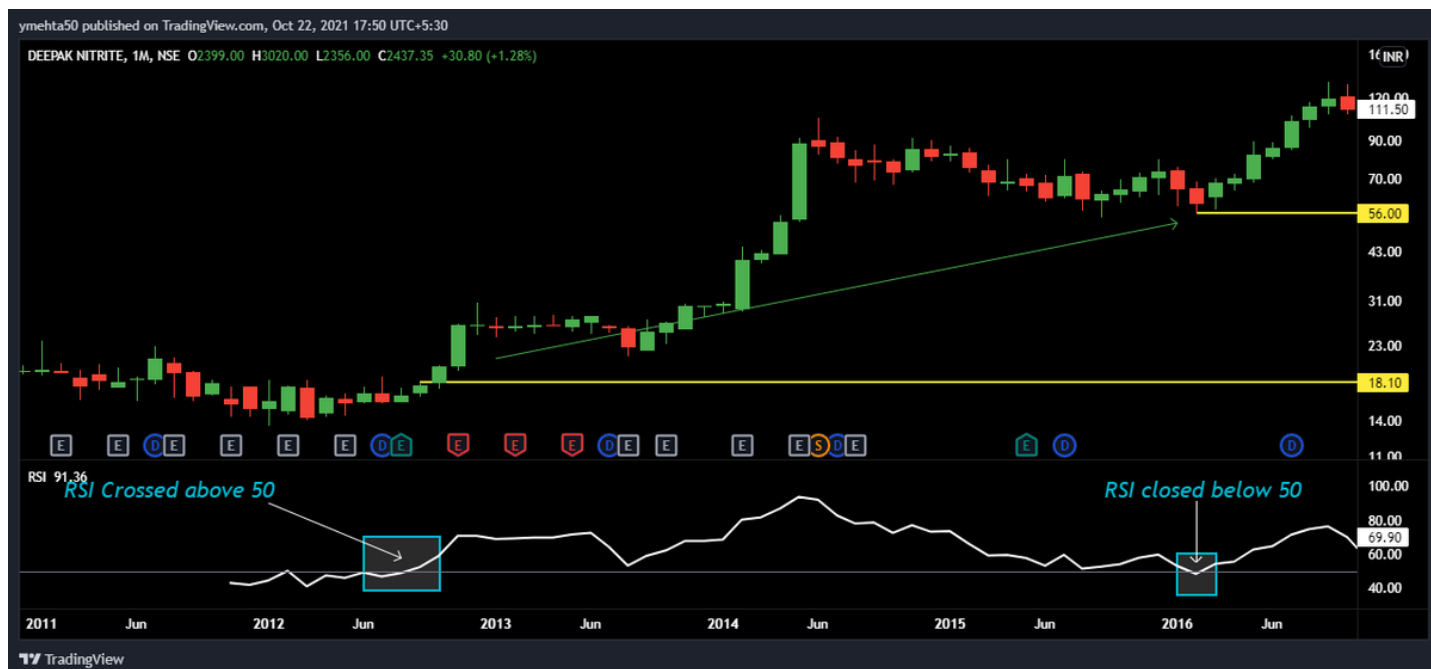 ymehta50 published on TradingView.com, Oct 22, 2021 17:50 UTC+5:30
DEEPAK NITRITE, 1M, NSE O2399.00 H3020.00 L2356.00 C2437.35 +30.80 (+1.28%)
INR
120.00
111.50
90.00
70.00
56.00
43.00
31.00
23.00
18.10
14.00
E E D E E E E D E E E E D E E E E S D E E D D
11.00
RSI 91.36
RSI Crossed above 50
RSI closed below 50
100.00
80.00
69.90
60.00
40.00
2011 Jun 2012 Jun 2013 Jun 2014 Jun 2015 Jun 2016 Jun
TradingView